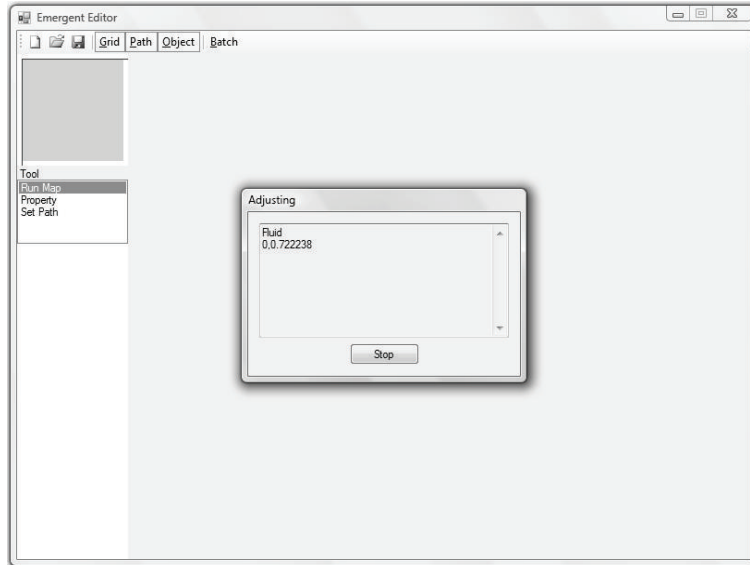 Emergent Editor
Grid Path Object Batch
Tool
Run Map
Property
Set Path
Adjusting
Fluid
0,0.722238
Stop